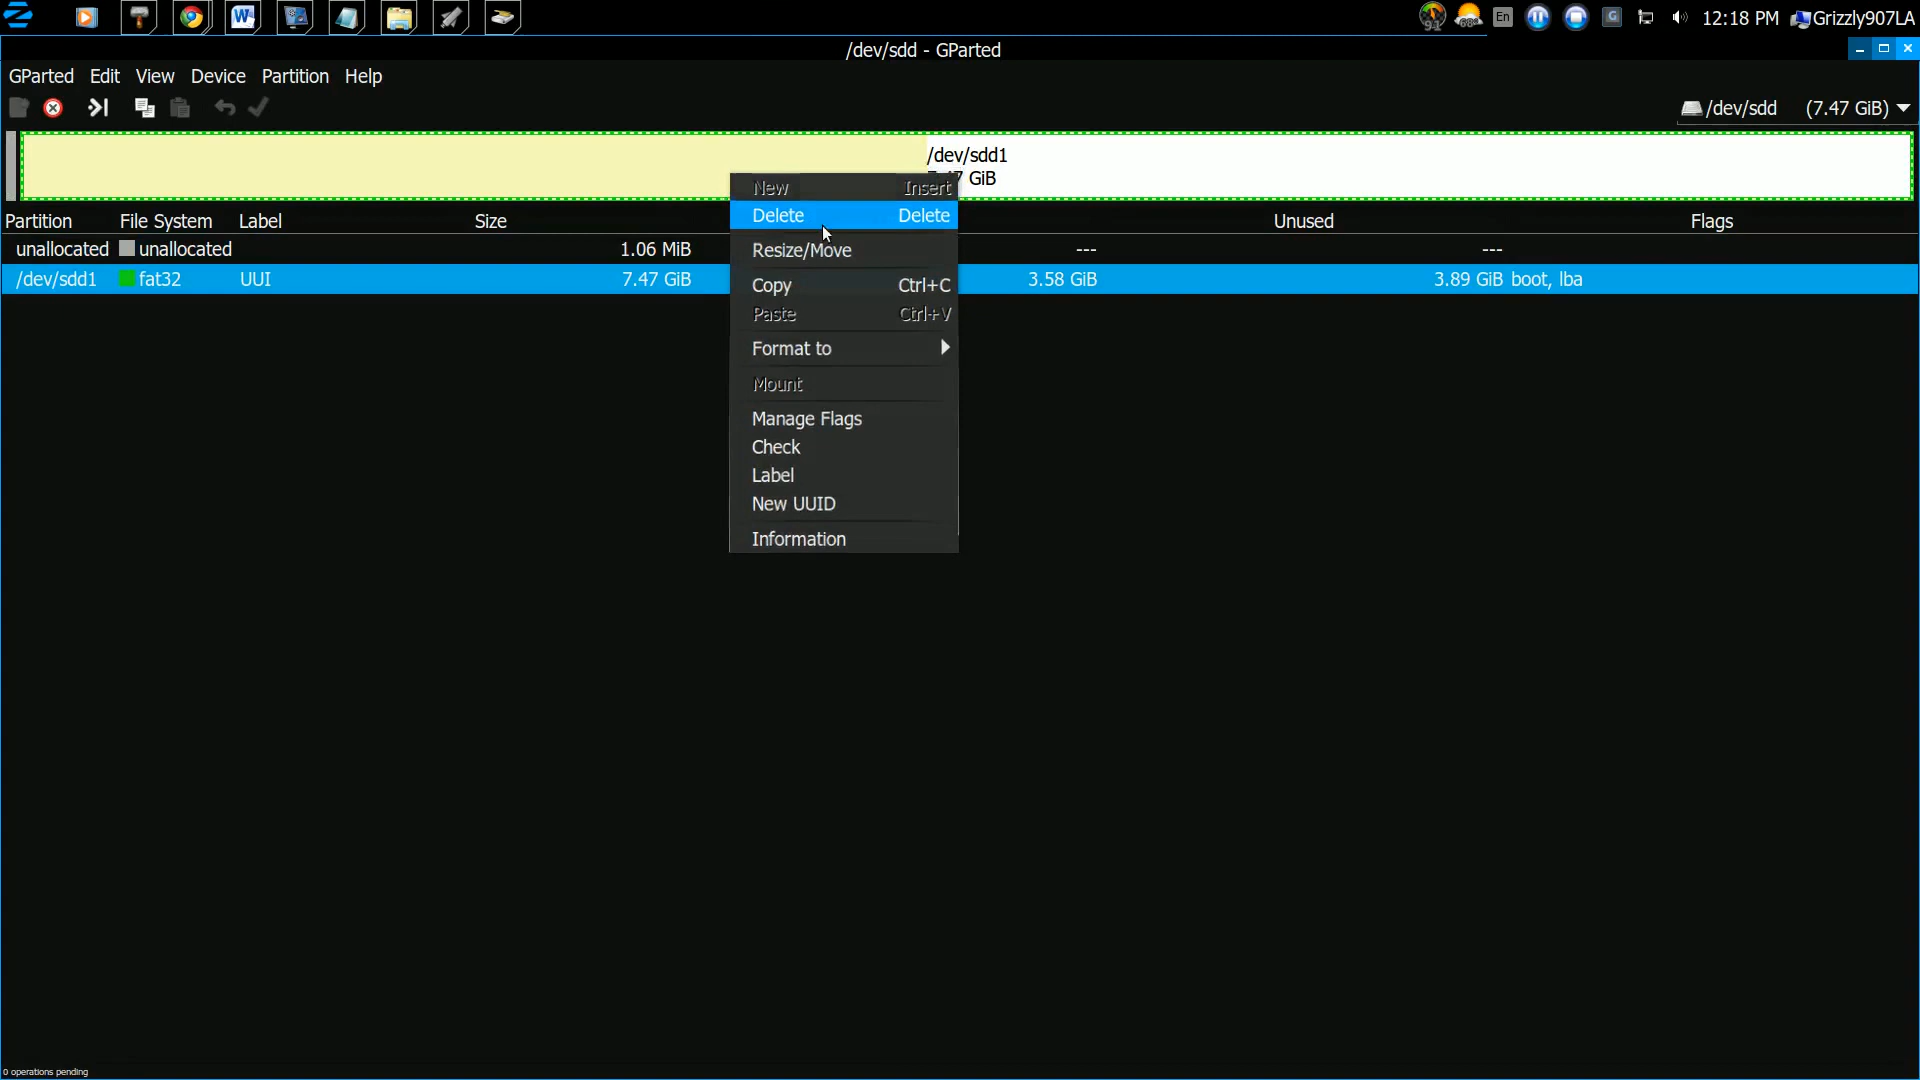 En 12:18 PM Grizzly907LA
/dev/sdd - GParted
GParted Edit View Device Partition Help
/dev/sdd (7.47 GiB)
/dev/sdd1
GiB
Partition File System Label Size Unused Flags
unallocated unallocated 1.06 MiB --- ---
/dev/sdd1 fat32 UUI 7.47 GiB 3.58 GiB 3.89 GiB boot, lba
New Insert
Delete Delete
Resize/Move
Copy Ctrl+C
Paste Ctrl+V
Format to
Mount
Manage Flags
Check
Label
New UUID
Information
0 operations pending